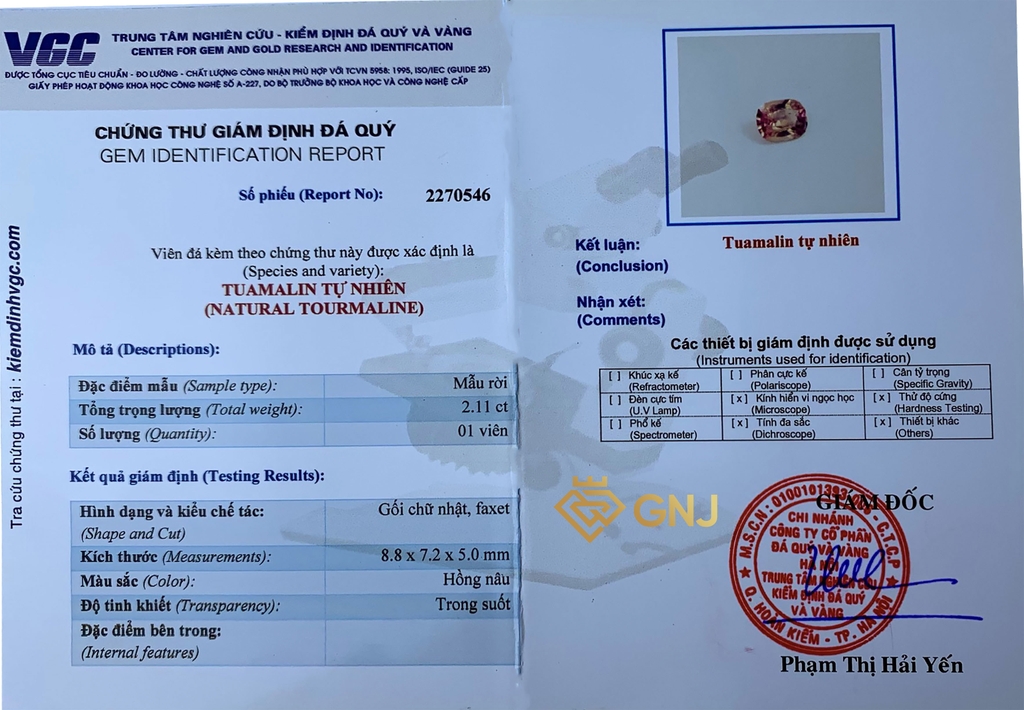 VGC
TRUNG TÂM NGHIÊN CỨU - KIỂM ĐỊNH ĐÁ QUÝ VÀ VÀNG
CENTER FOR GEM AND GOLD RESEARCH AND IDENTIFICATION
ĐƯỢC TỔNG CỤC TIÊU CHUẨN - ĐO LƯỜNG - CHẤT LƯỢNG CÔNG NHẬN PHÙ HỢP VỚI TCVN 5958: 1995, ISO/IEC (GUIDE 25)
GIẤY PHÉP HOẠT ĐỘNG KHOA HỌC CÔNG NGHỆ SỐ A-227, DO BỘ TRƯỞNG BỘ KHOA HỌC VÀ CÔNG NGHỆ CẤP
CHỨNG THƯ GIÁM ĐỊNH ĐÁ QUÝ
GEM IDENTIFICATION REPORT
Số phiếu (Report No): 2270546
Viên đá kèm theo chứng thư này được xác định là
(Species and variety):
TUAMALIN TỰ NHIÊN
(NATURAL TOURMALINE)
Mô tả (Descriptions):
Đặc điểm mẫu (Sample type): Mẫu rời
Tổng trọng lượng (Total weight): 2.11 ct
Số lượng (Quantity): 01 viên
Kết quả giám định (Testing Results):
Hình dạng và kiểu chế tác: Gối chữ nhật, faxet
(Shape and Cut)
Kích thước (Measurements): 8.8 x 7.2 x 5.0 mm
Màu sắc (Color): Hồng nâu
Độ tinh khiết (Transparency): Trong suốt
Đặc điểm bên trong:
(Internal features)
Tra cứu chứng thư tại : kiemdinhvgc.com
Kết luận: Tuamalin tự nhiên
(Conclusion)
Nhận xét:
(Comments)
Các thiết bị giám định được sử dụng
(Instruments used for identification)
[ ] Khúc xạ kế [ ] Phân cực kế [ ] Cân tỷ trọng
(Refractometer) (Polariscope) (Specific Gravity)
[ ] Đèn cực tím [x] Kính hiển vi ngọc học [x] Thử độ cứng
(U.V Lamp) (Microscope) (Hardness Testing)
[ ] Phổ kế [x] Tính đa sắc [x] Thiết bị khác
(Spectrometer) (Dichroscope) (Others)
GNJ
GIÁM ĐỐC
CHI NHÁNH
CÔNG TY CỔ PHẦN
ĐÁ QUÝ VÀ VÀNG
HÀ NỘI
TRUNG TÂM NGHIÊN CỨU
KIỂM ĐỊNH ĐÁ QUÝ
VÀ VÀNG
Q. HOÀN KIẾM - TP. HÀ NỘI
Phạm Thị Hải Yến